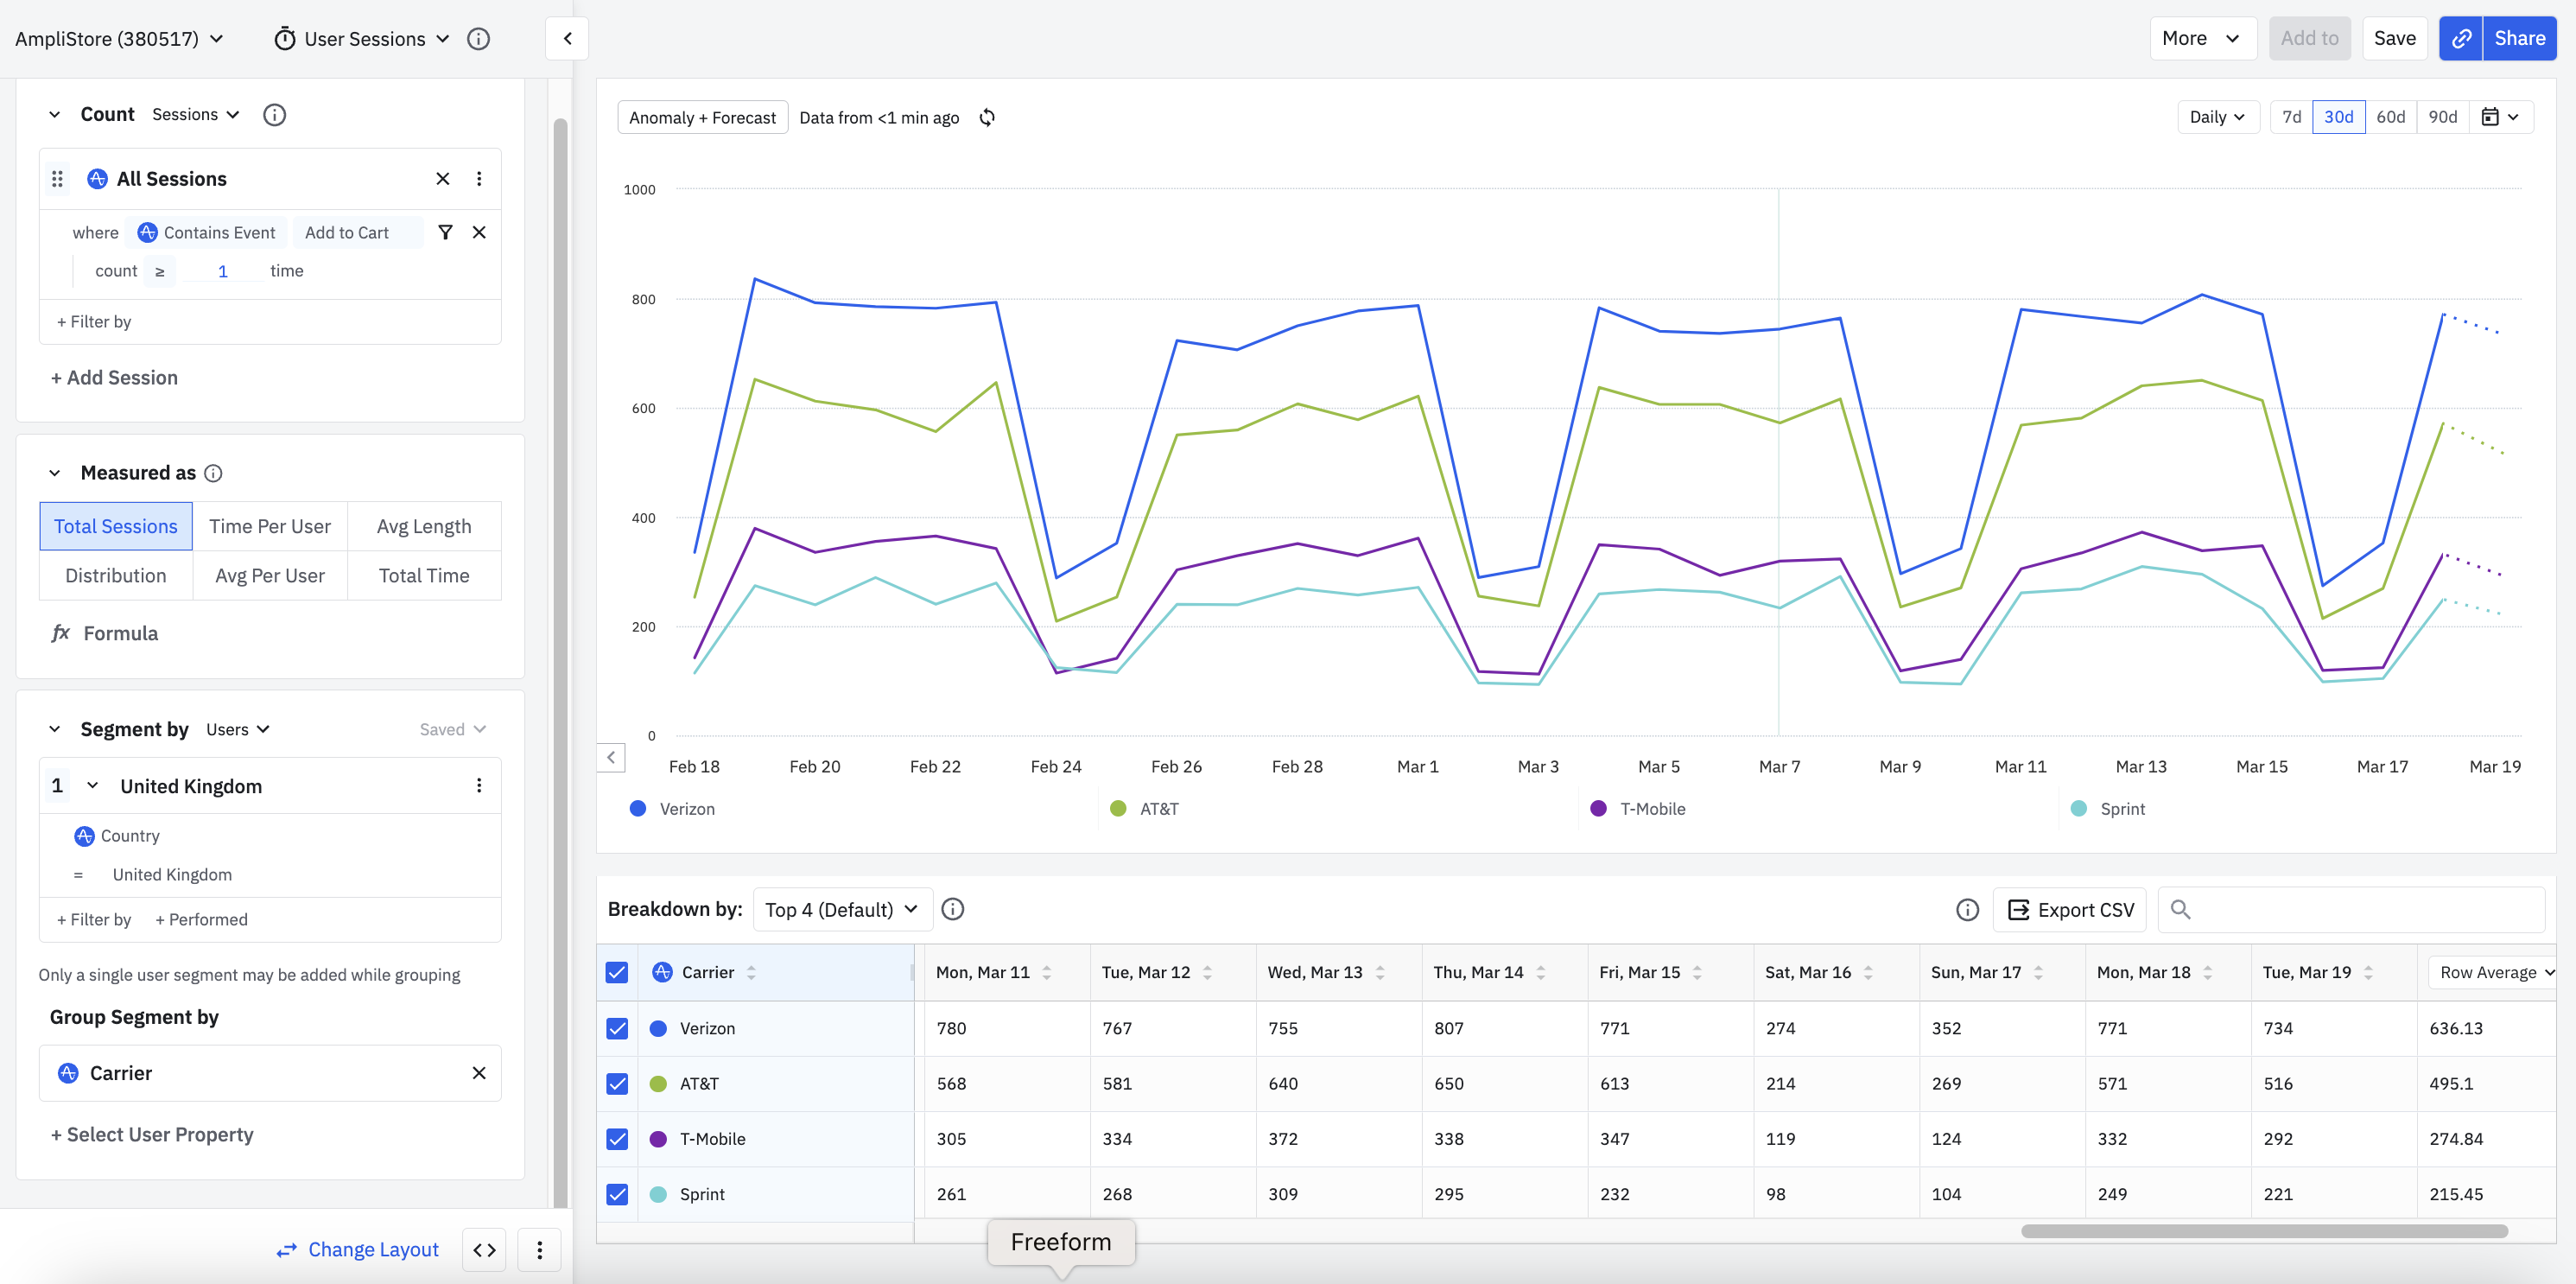 AmpliStore (380517) User Sessions
More Add to Save Share
Count Sessions
All Sessions
where Contains Event Add to Cart
count ≥ 1 time
+ Filter by
+ Add Session
Measured as
Total Sessions Time Per User Avg Length
Distribution Avg Per User Total Time
fx Formula
Segment by Users Saved
1 United Kingdom
Country
= United Kingdom
+ Filter by + Performed
Only a single user segment may be added while grouping
Group Segment by
Carrier
+ Select User Property
Change Layout
Anomaly + Forecast Data from <1 min ago
Daily 7d 30d 60d 90d
1000
800
600
400
200
0
Feb 18 Feb 20 Feb 22 Feb 24 Feb 26 Feb 28 Mar 1 Mar 3 Mar 5 Mar 7 Mar 9 Mar 11 Mar 13 Mar 15 Mar 17 Mar 19
Verizon AT&T T-Mobile Sprint
Breakdown by: Top 4 (Default) Export CSV
Carrier Mon, Mar 11 Tue, Mar 12 Wed, Mar 13 Thu, Mar 14 Fri, Mar 15 Sat, Mar 16 Sun, Mar 17 Mon, Mar 18 Tue, Mar 19 Row Average
Verizon 780 767 755 807 771 274 352 771 734 636.13
AT&T 568 581 640 650 613 214 269 571 516 495.1
T-Mobile 305 334 372 338 347 119 124 332 292 274.84
Sprint 261 268 309 295 232 98 104 249 221 215.45
Freeform